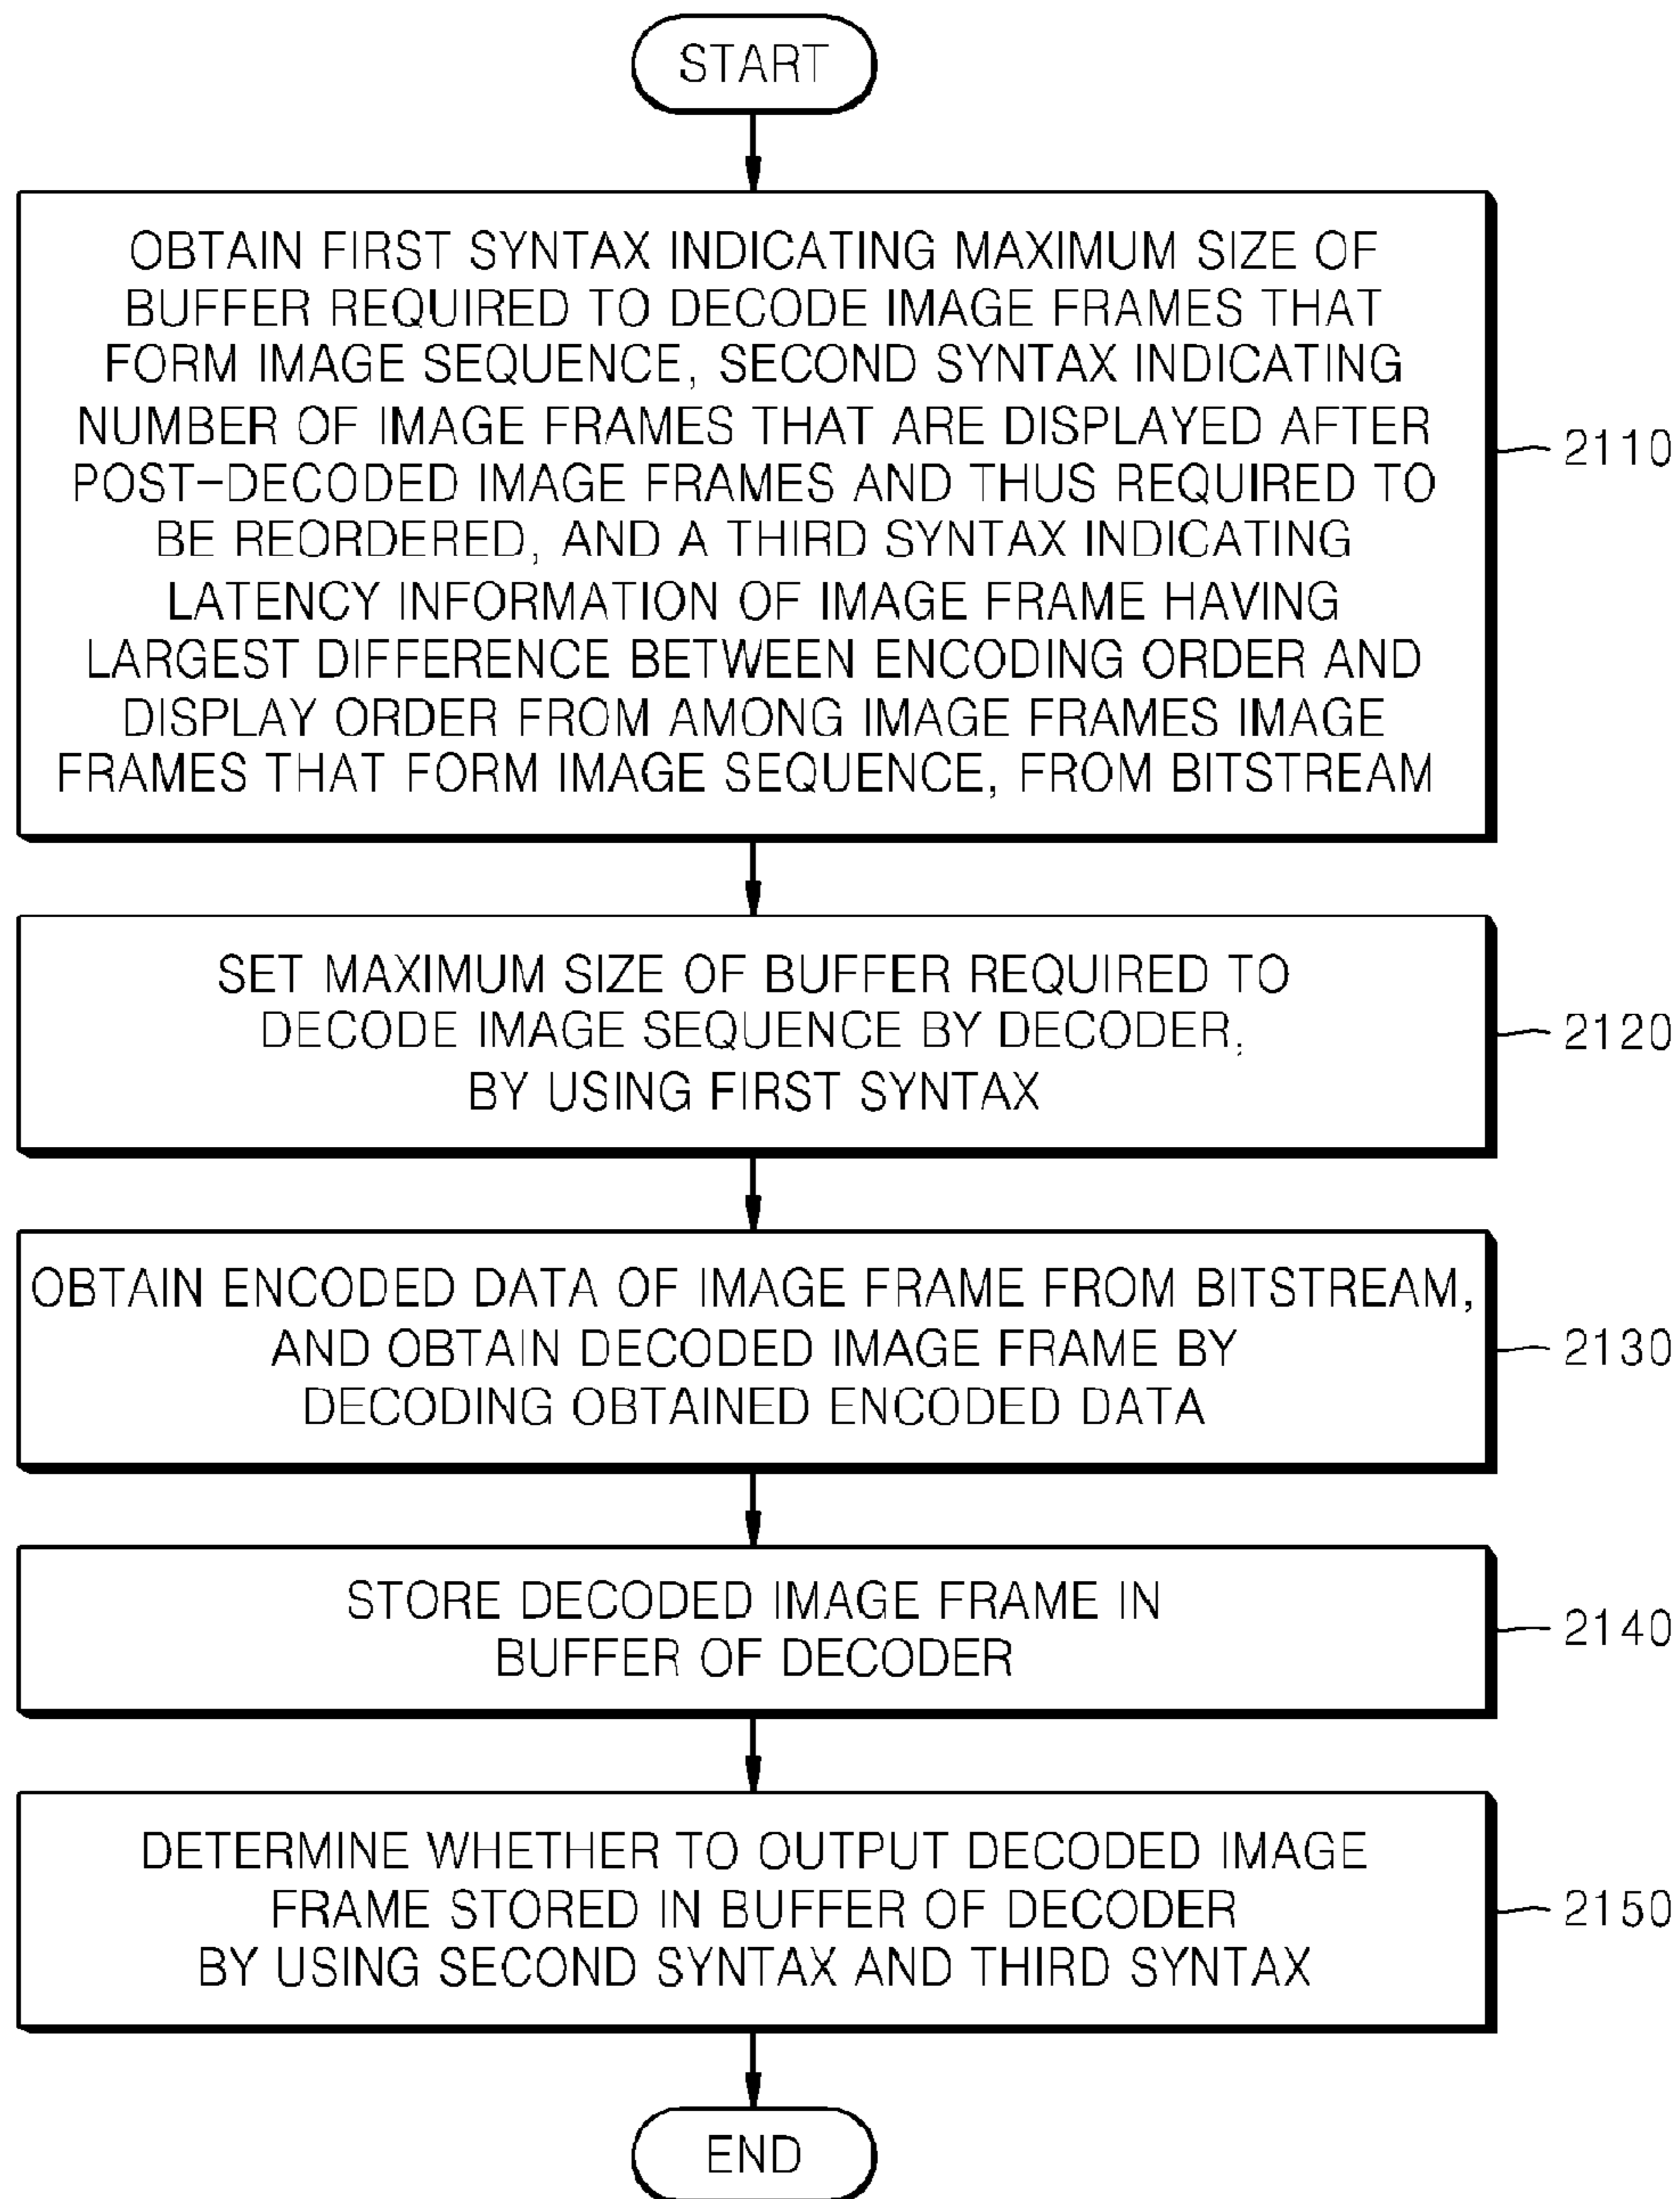 START
OBTAIN FIRST SYNTAX INDICATING MAXIMUM SIZE OF
BUFFER REQUIRED TO DECODE IMAGE FRAMES THAT
FORM IMAGE SEQUENCE, SECOND SYNTAX INDICATING
NUMBER OF IMAGE FRAMES THAT ARE DISPLAYED AFTER
POST-DECODED IMAGE FRAMES AND THUS REQUIRED TO
BE REORDERED, AND A THIRD SYNTAX INDICATING
LATENCY INFORMATION OF IMAGE FRAME HAVING
LARGEST DIFFERENCE BETWEEN ENCODING ORDER AND
DISPLAY ORDER FROM AMONG IMAGE FRAMES IMAGE
FRAMES THAT FORM IMAGE SEQUENCE, FROM BITSTREAM
2110
SET MAXIMUM SIZE OF BUFFER REQUIRED TO
DECODE IMAGE SEQUENCE BY DECODER,
BY USING FIRST SYNTAX
2120
OBTAIN ENCODED DATA OF IMAGE FRAME FROM BITSTREAM,
AND OBTAIN DECODED IMAGE FRAME BY
DECODING OBTAINED ENCODED DATA
2130
STORE DECODED IMAGE FRAME IN
BUFFER OF DECODER
2140
DETERMINE WHETHER TO OUTPUT DECODED IMAGE
FRAME STORED IN BUFFER OF DECODER
BY USING SECOND SYNTAX AND THIRD SYNTAX
2150
END